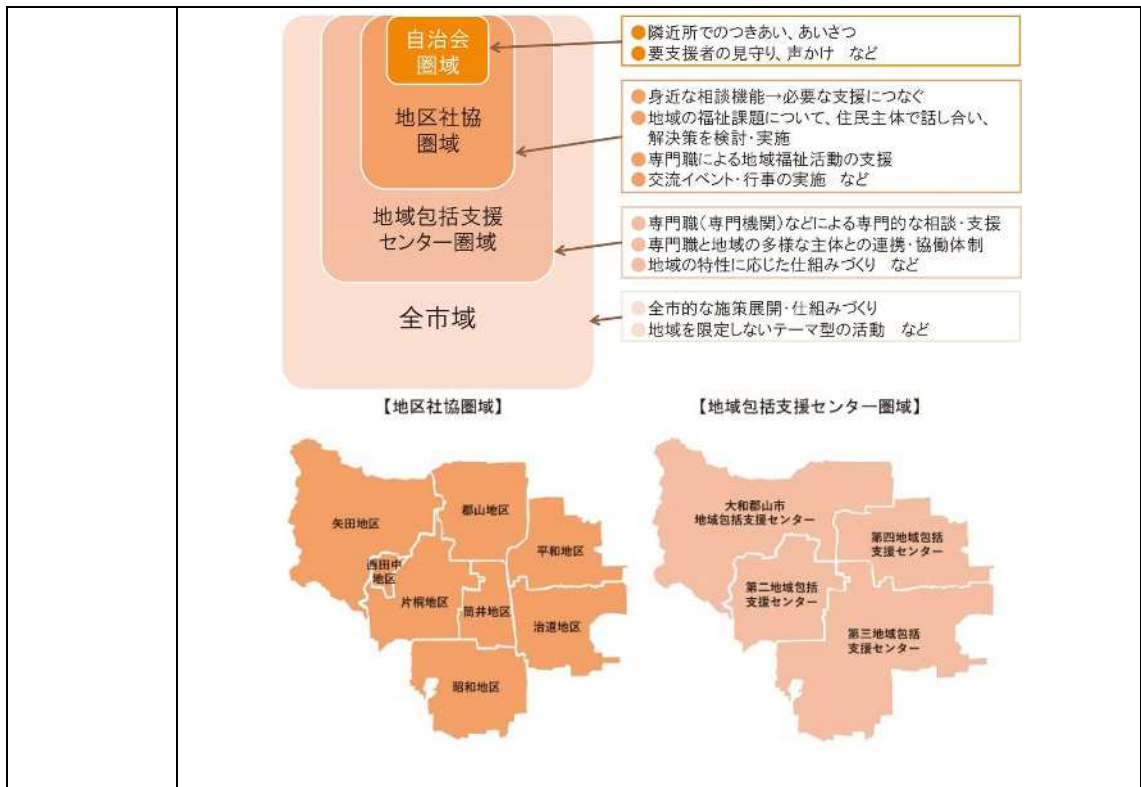 自治会
圏域
地区社協
圏域
地域包括支援
センター圏域
全市域
●隣近所でのつきあい、あいさつ
●要支援者の見守り、声かけ　など
●身近な相談機能→必要な支援につなぐ
●地域の福祉課題について、住民主体で話し合い、
解決策を検討・実施
●専門職による地域福祉活動の支援
●交流イベント・行事の実施　など
●専門職（専門機関）などによる専門的な相談・支援
●専門職と地域の多様な主体との連携・協働体制
●地域の特性に応じた仕組みづくり　など
●全市的な施策展開・仕組みづくり
●地域を限定しないテーマ型の活動　など
【地区社協圏域】
矢田地区
郡山地区
平和地区
西田中
地区
片桐地区
筒井地区
治道地区
昭和地区
【地域包括支援センター圏域】
大和郡山市
地域包括支援センター
第四地域包括
支援センター
第二地域包括
支援センター
第三地域包括
支援センター